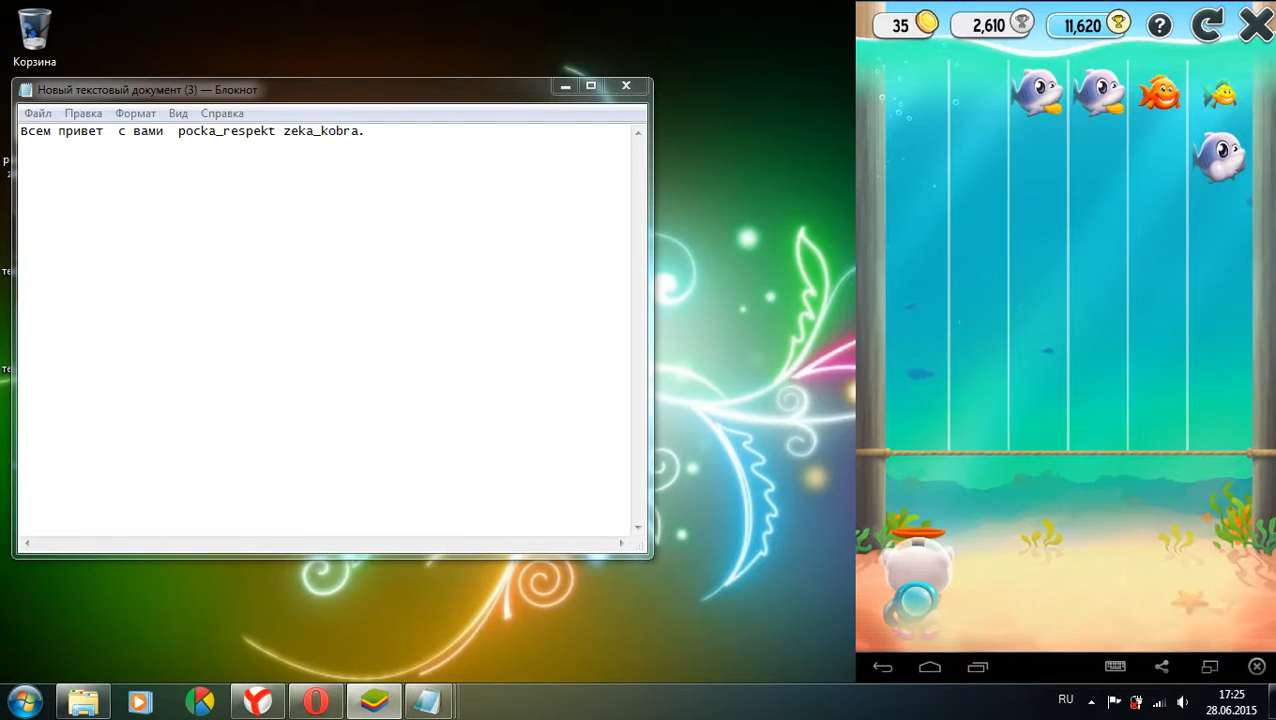 Корзина
Новый текстовый документ (3) — Блокнот
Файл Правка Формат Вид Справка
Всем привет с вами pocka_respekt zeka_kobra.
35 2,610 11,620 ?
RU 17:25
28.06.2015